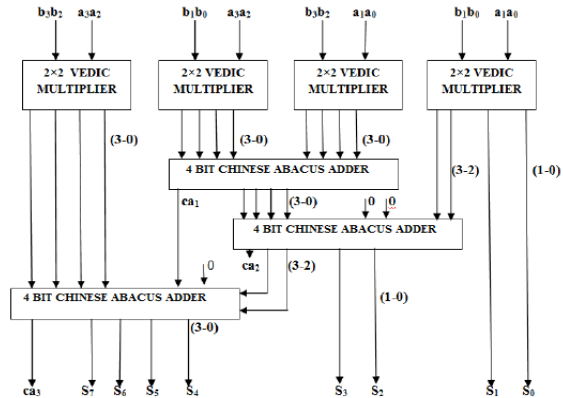 b3b2 a3a2 b1b0 a3a2 b3b2 a1a0 b1b0 a1a0
2×2 VEDIC MULTIPLIER
2×2 VEDIC MULTIPLIER
2×2 VEDIC MULTIPLIER
2×2 VEDIC MULTIPLIER
(3-0) (3-0) (3-0) (3-2) (1-0)
4 BIT CHINESE ABACUS ADDER
ca1 (3-0) 0 0
4 BIT CHINESE ABACUS ADDER
0 ca2 (3-2)
4 BIT CHINESE ABACUS ADDER (1-0)
(3-0)
ca3 S7 S6 S5 S4 S3 S2 S1 S0